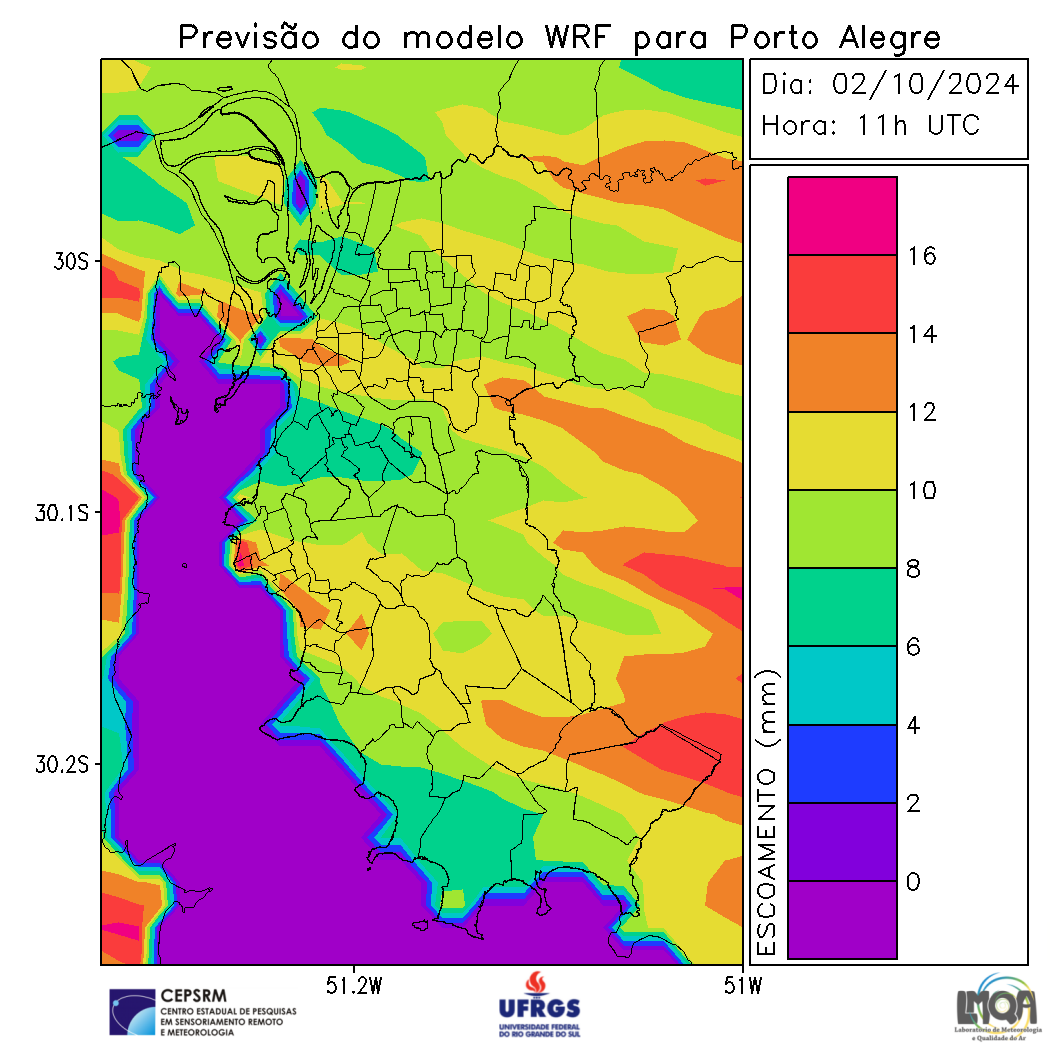 Previsão do modelo WRF para Porto Alegre
Dia: 02/10/2024
Hora: 11h UTC
16
14
12
10
8
6
4
2
0
ESCOAMENTO (mm)
30S
30.1S
30.2S
51.2W
51W
CEPSRM
CENTRO ESTADUAL DE PESQUISAS
EM SENSORIAMENTO REMOTO
E METEOROLOGIA
UFRGS
UNIVERSIDADE FEDERAL
DO RIO GRANDE DO SUL
LMQA
Laboratório de Meteorologia
e Qualidade do Ar